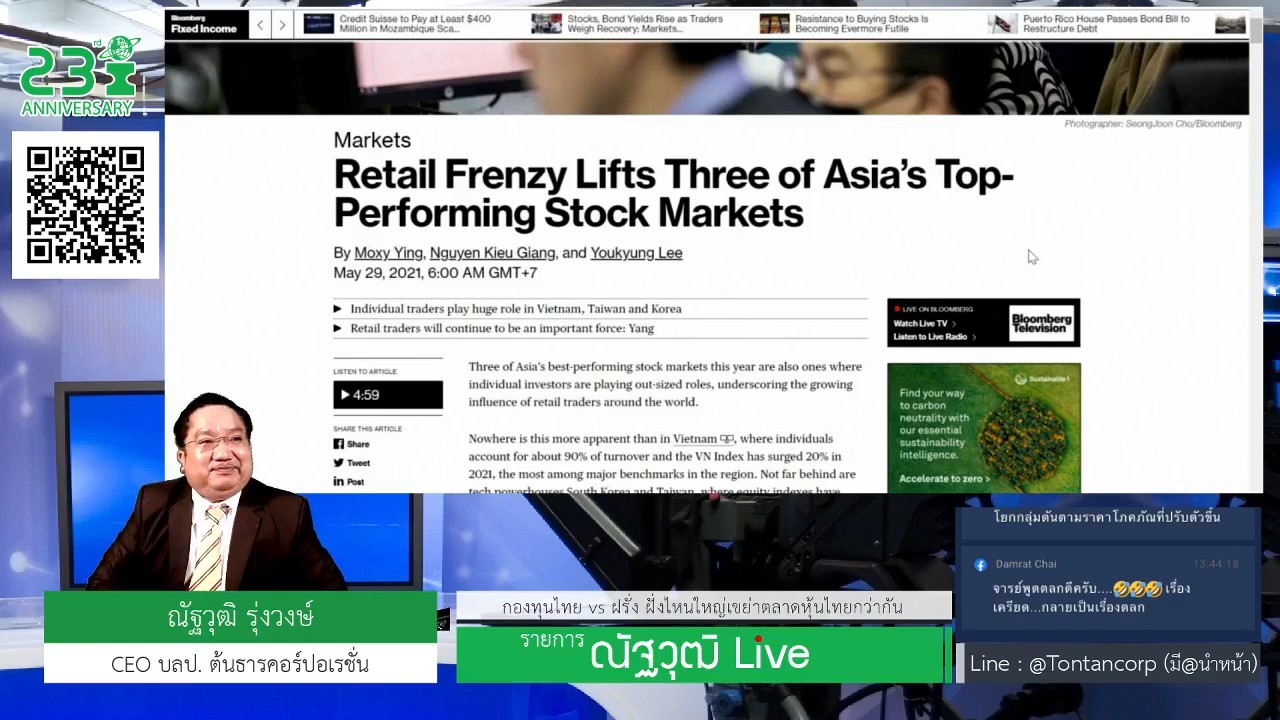 Bloomberg
Fixed Income
Credit Suisse to Pay at Least $400
Million in Mozambique Sca...
Stocks, Bond Yields Rise as Traders
Weigh Recovery: Markets...
Resistance to Buying Stocks Is
Becoming Evermore Futile
Puerto Rico House Passes Bond Bill to
Restructure Debt
23rd
ANNIVERSARY
Photographer: SeongJoon Cho/Bloomberg
Markets
Retail Frenzy Lifts Three of Asia's Top-
Performing Stock Markets
By Moxy Ying, Nguyen Kieu Giang, and Youkyung Lee
May 29, 2021, 6:00 AM GMT+7
Individual traders play huge role in Vietnam, Taiwan and Korea
Retail traders will continue to be an important force: Yang
LIVE ON BLOOMBERG
Watch Live TV >
Listen to Live Radio >
Bloomberg
Television
LISTEN TO ARTICLE
4:59
SHARE THIS ARTICLE
Share
Tweet
Post
Three of Asia's best-performing stock markets this year are also ones where
individual investors are playing out-sized roles, underscoring the growing
influence of retail traders around the world.
Nowhere is this more apparent than in Vietnam, where individuals
account for about 90% of turnover and the VN Index has surged 20% in
2021, the most among major benchmarks in the region. Not far behind are
tech powerhouses South Korea and Taiwan, where equity indexes have
Sustainable1
Find your way
to carbon
neutrality with
our essential
sustainability
intelligence.
Accelerate to zero >
โยกกลุ่มดันตามราคาโภคภัณที่ปรับตัวขึ้น
Damrat Chai
13:44:18
จารย์พูดตลกดีครับ....🤣🤣🤣 เรื่อง
เครียด...กลายเป็นเรื่องตลก
ณัฐวุฒิ รุ่งวงษ์
CEO บลป. ต้นธารคอร์ปอเรชั่น
กองทุนไทย vs ฝรั่ง ฝั่งไหนใหญ่เขย่าตลาดหุ้นไทยกว่ากัน
รายการ ณัฐวุฒิ Live
Line : @Tontancorp (มี@นำหน้า)